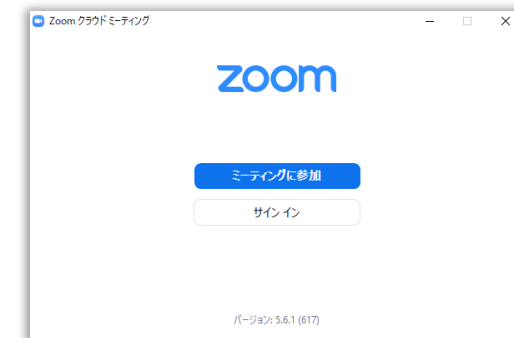 Zoom クラウド ミーティング
zoom
ミーティングに参加
サイン イン
バージョン: 5.6.1 (617)